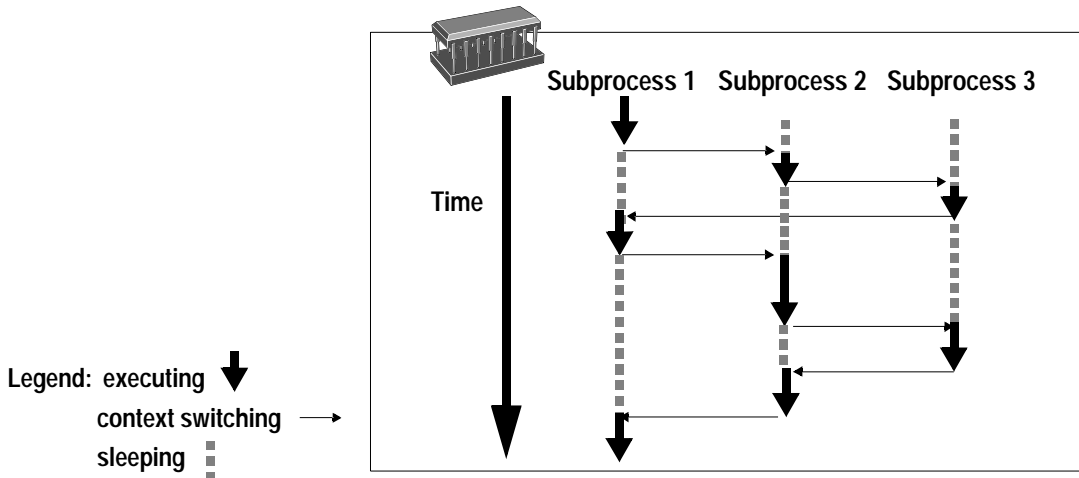 Subprocess 1 Subprocess 2 Subprocess 3
Time
Legend: executing
context switching
sleeping